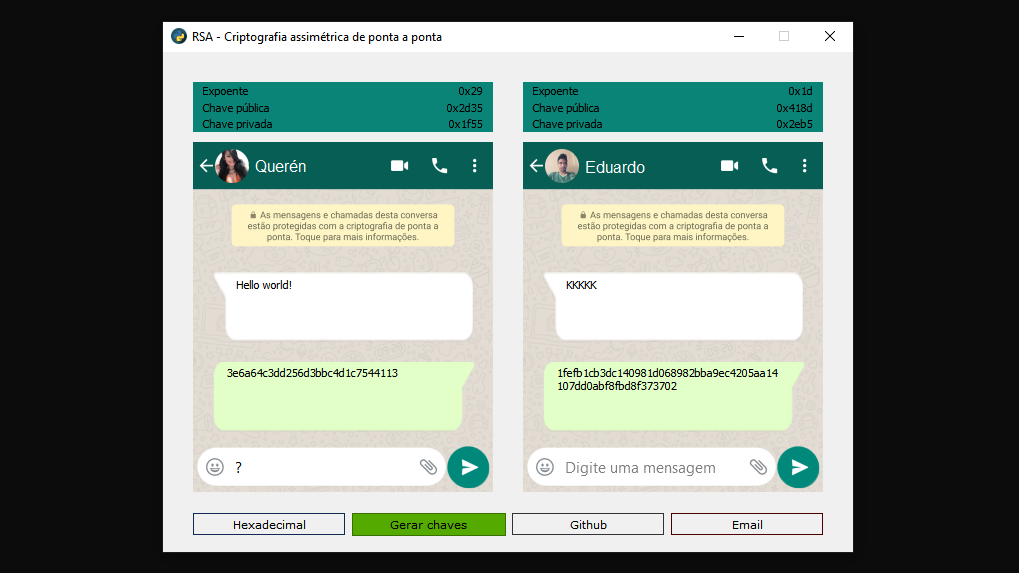 RSA - Criptografia assimétrica de ponta a ponta
Expoente 0x29
Chave pública 0x2d35
Chave privada 0x1f55
Querén
As mensagens e chamadas desta conversa
estão protegidas com a criptografia de ponta a
ponta. Toque para mais informações.
Hello world!
3e6a64c3dd256d3bbc4d1c7544113
?
Expoente 0x1d
Chave pública 0x418d
Chave privada 0x2eb5
Eduardo
As mensagens e chamadas desta conversa
estão protegidas com a criptografia de ponta a
ponta. Toque para mais informações.
KKKKK
1fefb1cb3dc140981d068982bba9ec4205aa14
107dd0abf8fbd8f373702
Digite uma mensagem
Hexadecimal
Gerar chaves
Github
Email